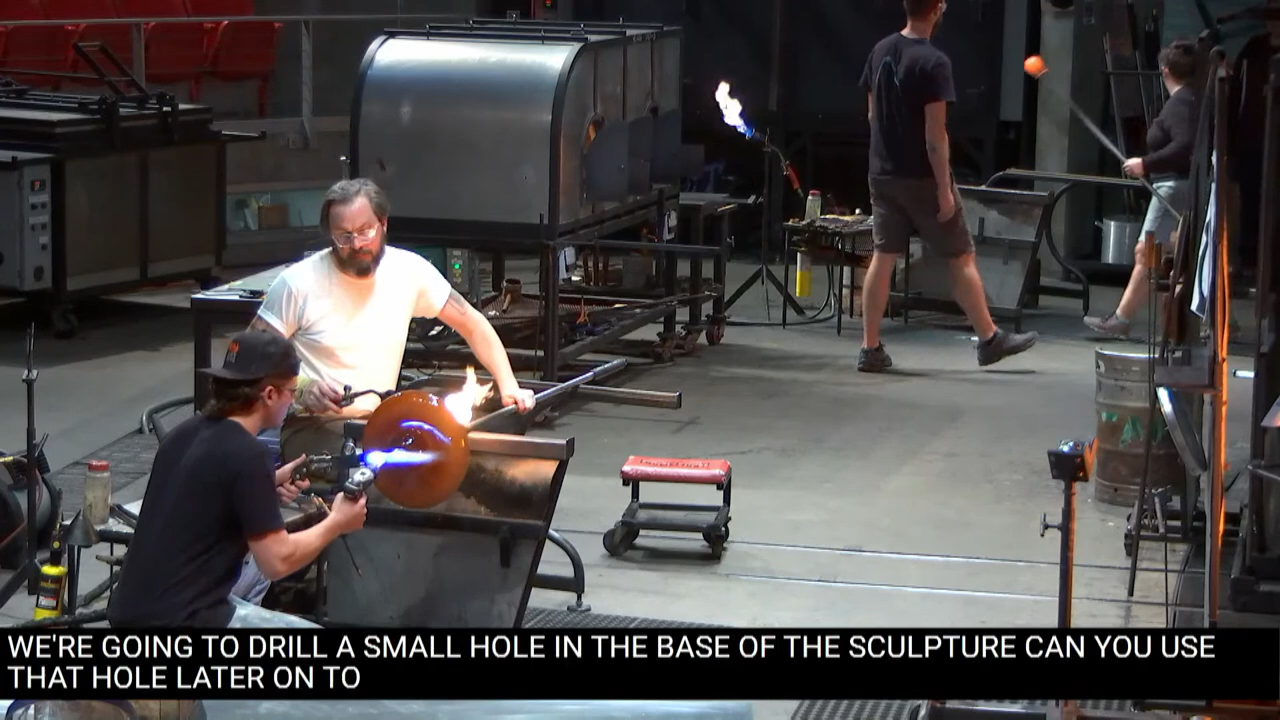 WE'RE GOING TO DRILL A SMALL HOLE IN THE BASE OF THE SCULPTURE CAN YOU USE
THAT HOLE LATER ON TO